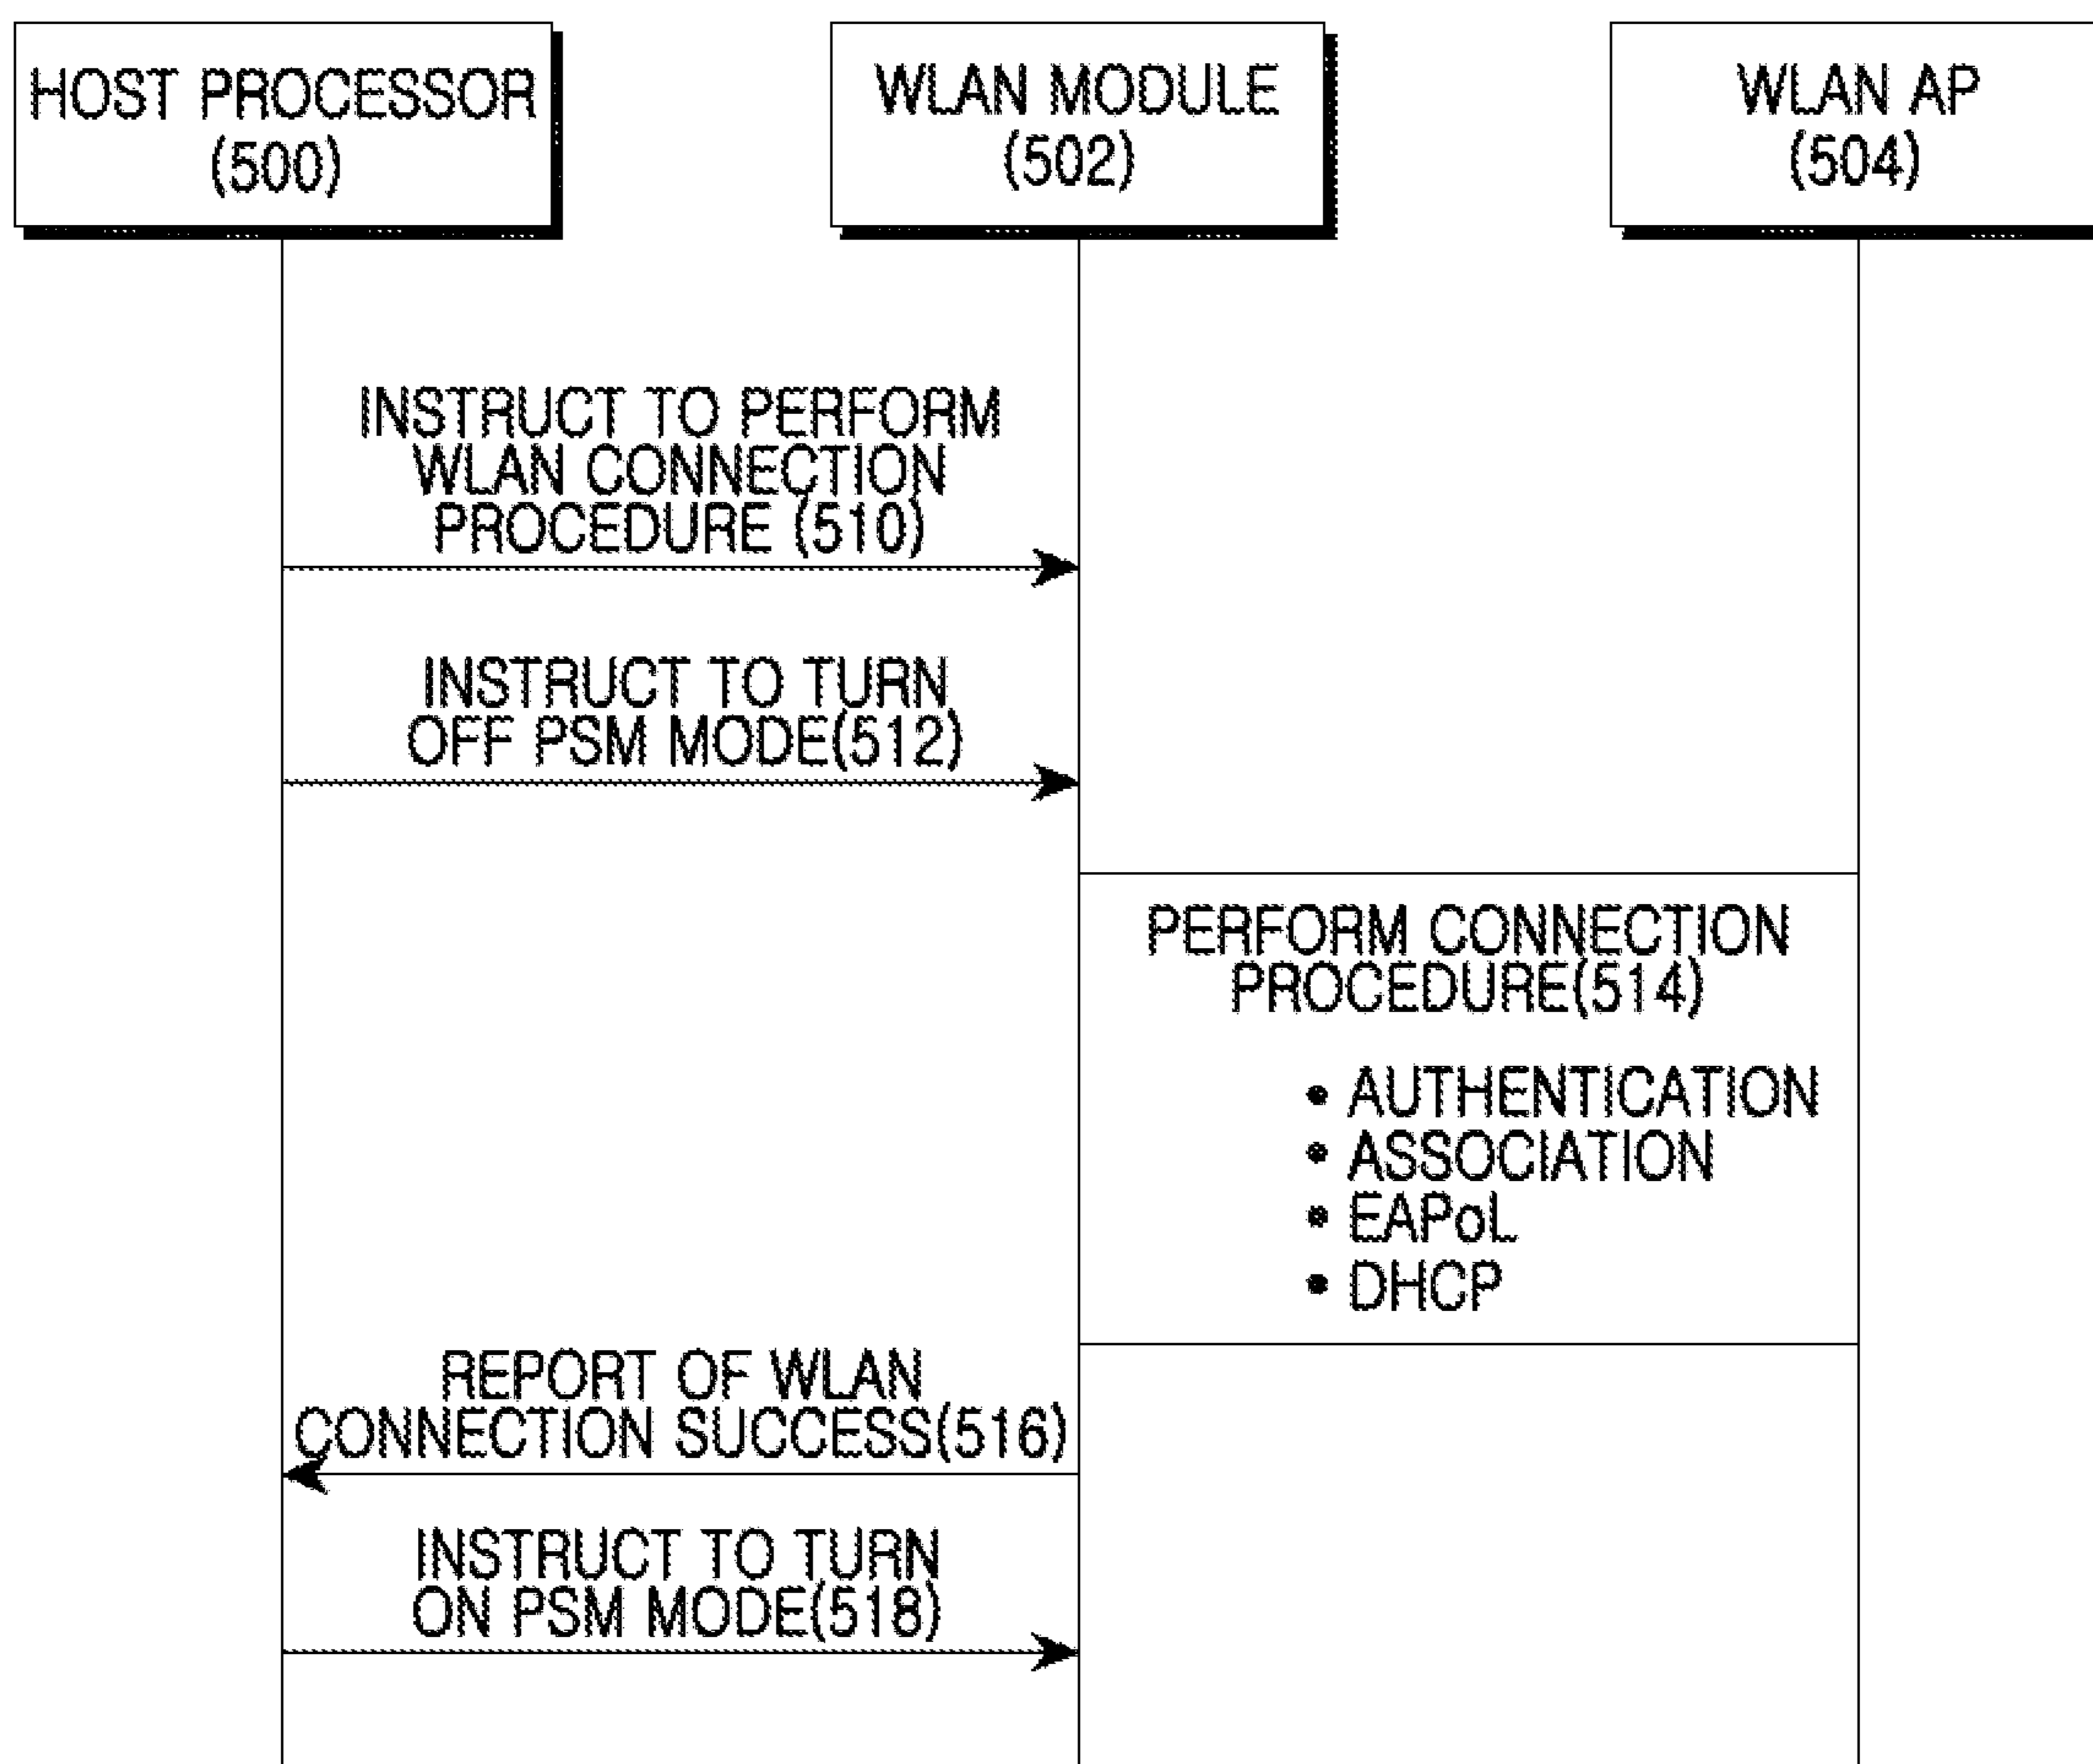 HOST PROCESSOR
(500)
WLAN MODULE
(502)
WLAN AP
(504)
INSTRUCT TO PERFORM
WLAN CONNECTION
PROCEDURE (510)
INSTRUCT TO TURN
OFF PSM MODE(512)
PERFORM CONNECTION
PROCEDURE(514)
• AUTHENTICATION
• ASSOCIATION
• EAPoL
• DHCP
REPORT OF WLAN
CONNECTION SUCCESS(516)
INSTRUCT TO TURN
ON PSM MODE(518)